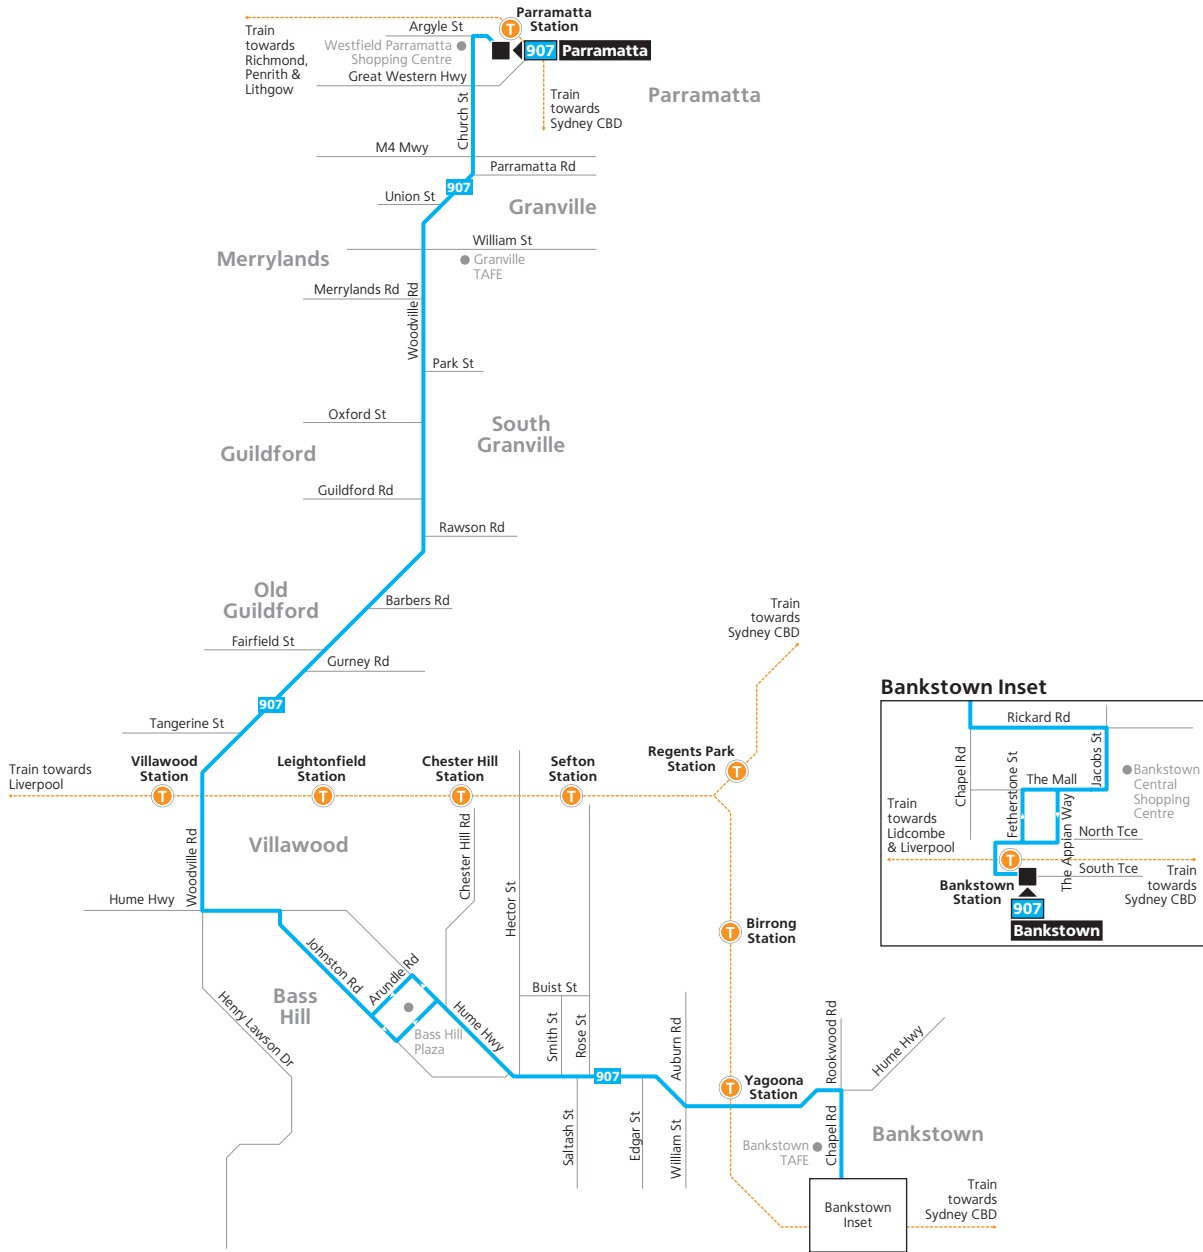 Parramatta
Station
T
Argyle St
Train
towards
Richmond,
Penrith &
Lithgow
Westfield Parramatta
Shopping Centre
907 Parramatta
Great Western Hwy
Train
towards
Sydney CBD
Parramatta
Church St
M4 Mwy
Parramatta Rd
907
Union St
Granville
William St
Merrylands
Granville
TAFE
Merrylands Rd
Woodville Rd
Park St
Oxford St
South
Granville
Guildford
Guildford Rd
Rawson Rd
Old
Guildford
Barbers Rd
Train
towards
Sydney CBD
Fairfield St
Gurney Rd
907
Tangerine St
Train towards
Liverpool
Villawood
Station
T
Leightonfield
Station
T
Chester Hill
Station
T
Sefton
Station
T
Regents Park
Station
T
Villawood
Woodville Rd
Chester Hill Rd
Hector St
Hume Hwy
Johnston Rd
Arundle Rd
Birrong
Station
T
Bass
Hill
Henry Lawson Dr
Bass Hill
Plaza
Hume Hwy
Buist St
Smith St
Rose St
Auburn Rd
Rookwood Rd
Hume Hwy
907
T
Yagoona
Station
Saltash St
Edgar St
William St
Bankstown
TAFE
Chapel Rd
Bankstown
Bankstown
Inset
Train
towards
Sydney CBD
Bankstown Inset
Rickard Rd
Chapel Rd
Jacobs St
Fetherstone St
The Mall
Bankstown
Central
Shopping
Centre
Train
towards
Lidcombe
& Liverpool
The Appian Way
North Tce
T
Bankstown
Station
South Tce
Train
towards
Sydney CBD
907
Bankstown